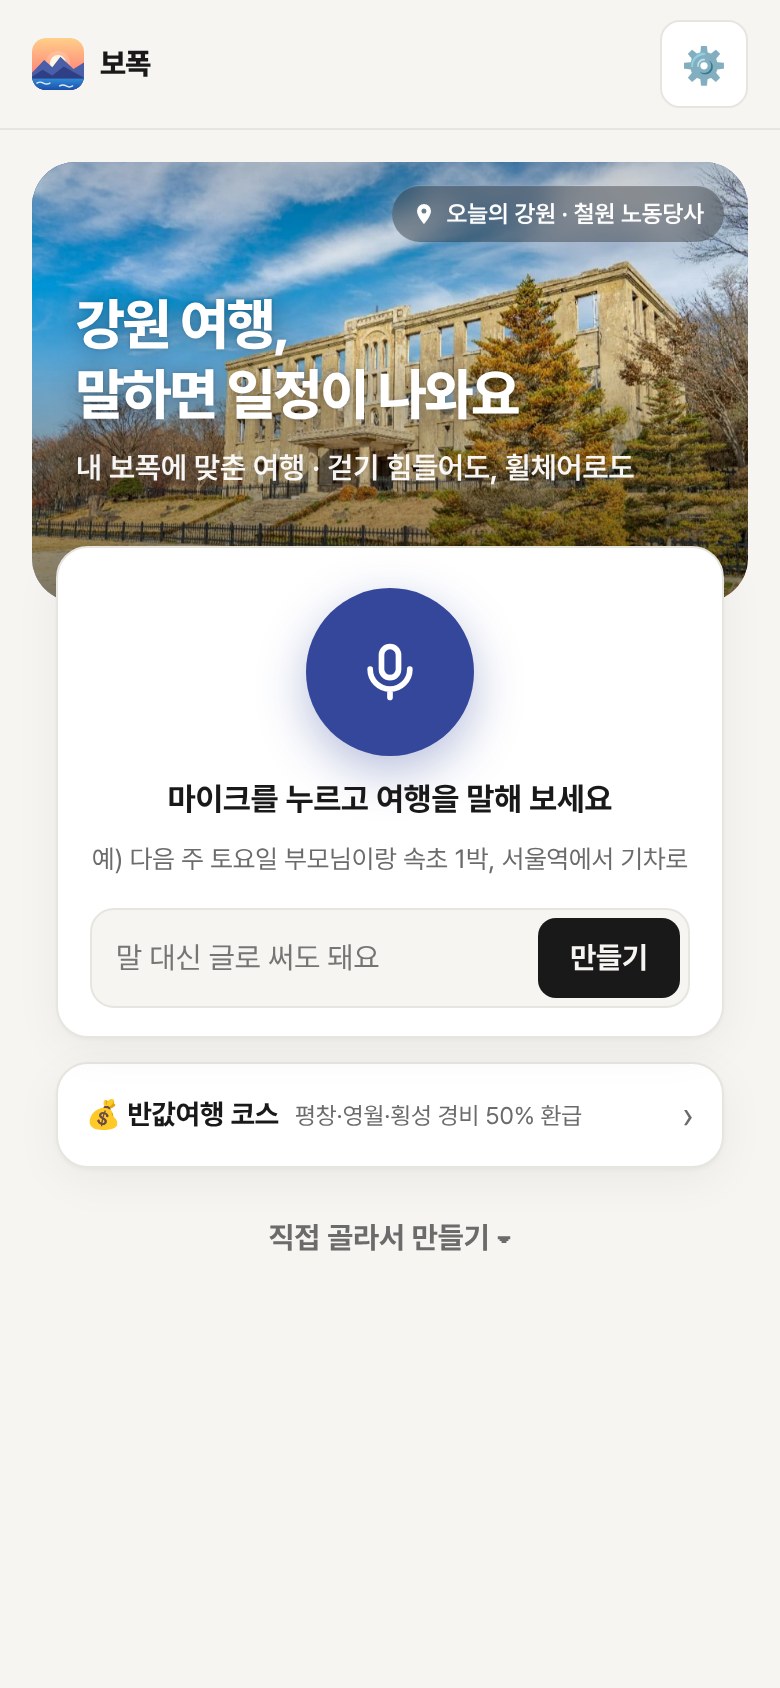 보폭
오늘의 강원 · 철원 노동당사
강원 여행,
말하면 일정이 나와요
내 보폭에 맞춘 여행 · 걷기 힘들어도, 휠체어로도
마이크를 누르고 여행을 말해 보세요
예) 다음 주 토요일 부모님이랑 속초 1박, 서울역에서 기차로
말 대신 글로 써도 돼요
만들기
반값여행 코스 평창·영월·횡성 경비 50% 환급
직접 골라서 만들기